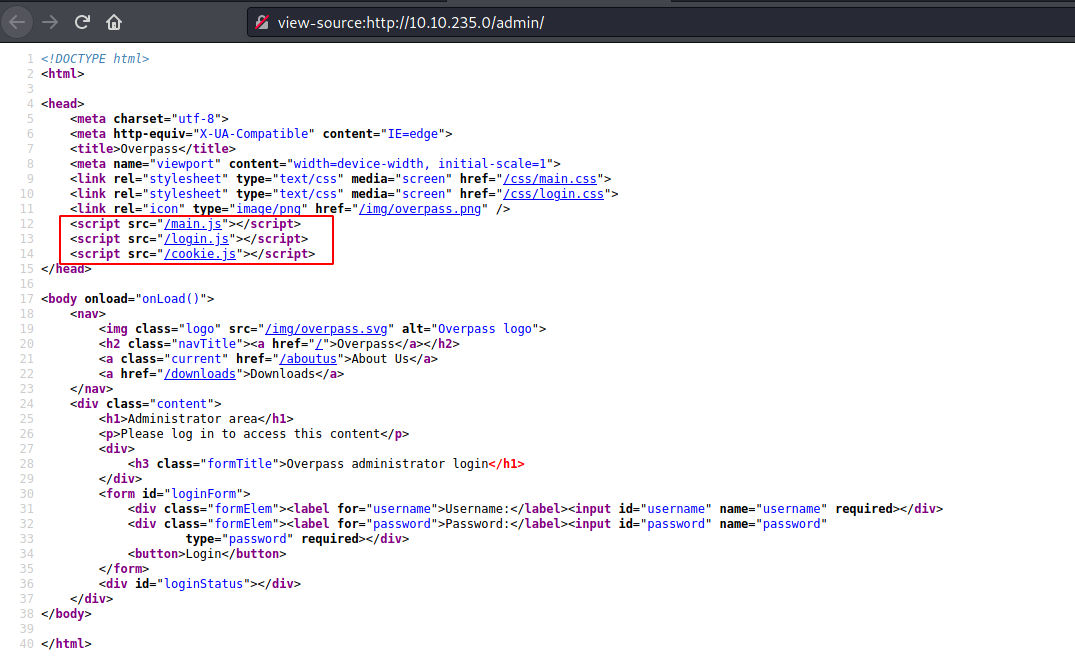 view-source:http://10.10.235.0/admin/
1 <!DOCTYPE html>
2 <html>
3
4 <head>
5 <meta charset="utf-8">
6 <meta http-equiv="X-UA-Compatible" content="IE=edge">
7 <title>Overpass</title>
8 <meta name="viewport" content="width=device-width, initial-scale=1">
9 <link rel="stylesheet" type="text/css" media="screen" href="/css/main.css">
10 <link rel="stylesheet" type="text/css" media="screen" href="/css/login.css">
11 <link rel="icon" type="image/png" href="/img/overpass.png" />
12 <script src="/main.js"></script>
13 <script src="/login.js"></script>
14 <script src="/cookie.js"></script>
15 </head>
16
17 <body onload="onLoad()">
18 <nav>
19 <img class="logo" src="/img/overpass.svg" alt="Overpass logo">
20 <h2 class="navTitle"><a href="/">Overpass</a></h2>
21 <a class="current" href="/aboutus">About Us</a>
22 <a href="/downloads">Downloads</a>
23 </nav>
24 <div class="content">
25 <h1>Administrator area</h1>
26 <p>Please log in to access this content</p>
27 <div>
28 <h3 class="formTitle">Overpass administrator login</h1>
29 </div>
30 <form id="loginForm">
31 <div class="formElem"><label for="username">Username:</label><input id="username" name="username" required></div>
32 <div class="formElem"><label for="password">Password:</label><input id="password" name="password"
33 type="password" required></div>
34 <button>Login</button>
35 </form>
36 <div id="loginStatus"></div>
37 </div>
38 </body>
39
40 </html>